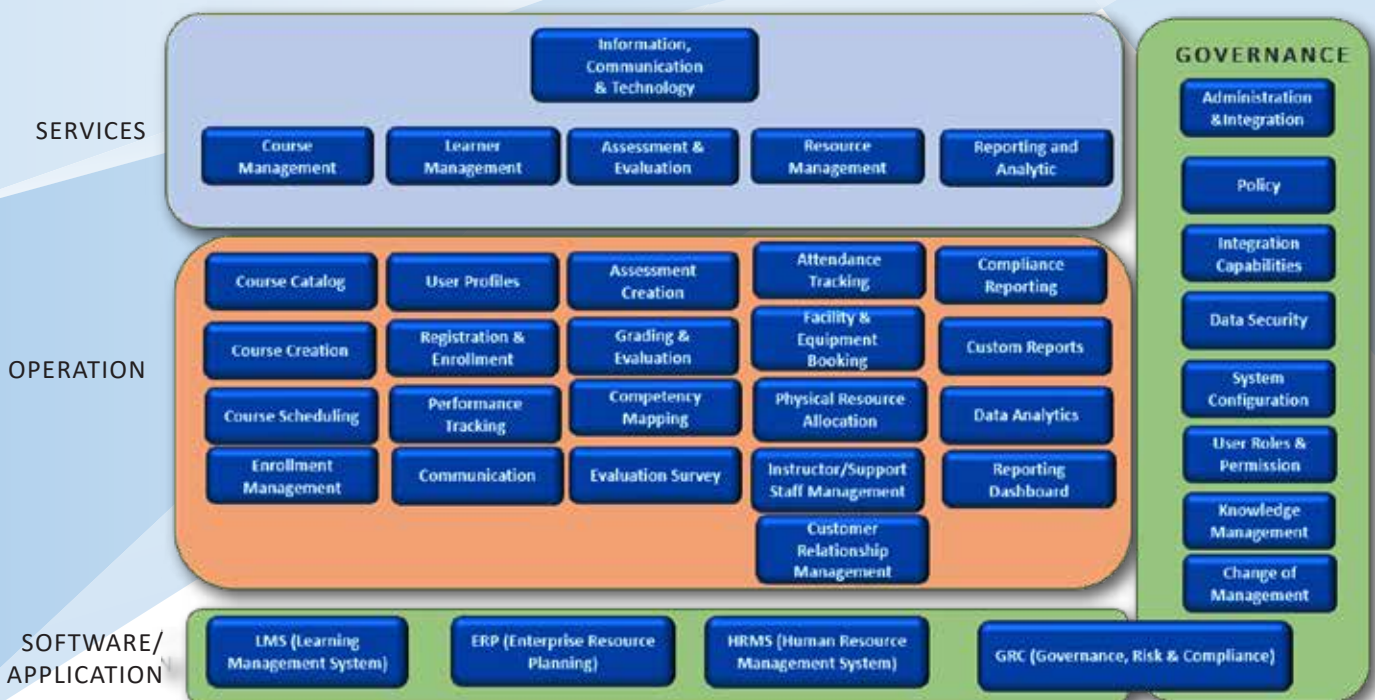 SERVICES
Information,
Communication
& Technology
Course
Management
Learner
Management
Assessment &
Evaluation
Resource
Management
Reporting and
Analytic
OPERATION
Course Catalog
User Profiles
Assessment
Creation
Attendance
Tracking
Compliance
Reporting
Course Creation
Registration &
Enrollment
Grading &
Evaluation
Facility &
Equipment
Booking
Custom Reports
Course Scheduling
Performance
Tracking
Competency
Mapping
Physical Resource
Allocation
Data Analytics
Enrollment
Management
Communication
Evaluation Survey
Instructor/Support
Staff Management
Reporting
Dashboard
Customer
Relationship
Management
SOFTWARE/
APPLICATION
LMS (Learning
Management System)
ERP (Enterprise Resource
Planning)
HRMS (Human Resource
Management System)
GRC (Governance, Risk & Compliance)
GOVERNANCE
Administration
&Integration
Policy
Integration
Capabilities
Data Security
System
Configuration
User Roles &
Permission
Knowledge
Management
Change of
Management